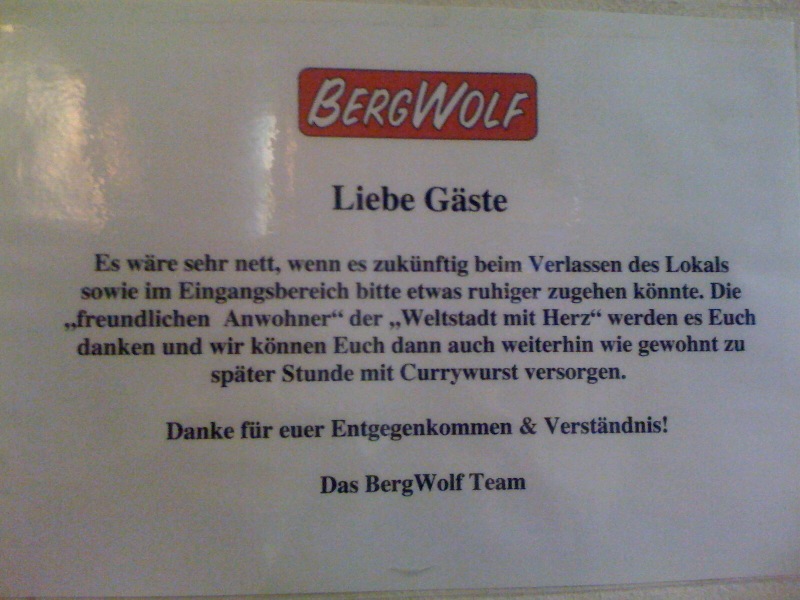 BERGWOLF
Liebe Gäste
Es wäre sehr nett, wenn es zukünftig beim Verlassen des Lokals
sowie im Eingangsbereich bitte etwas ruhiger zugehen könnte. Die
„freundlichen Anwohner“ der „Weltstadt mit Herz“ werden es Euch
danken und wir können Euch dann auch weiterhin wie gewohnt zu
später Stunde mit Currywurst versorgen.
Danke für euer Entgegenkommen & Verständnis!
Das BergWolf Team